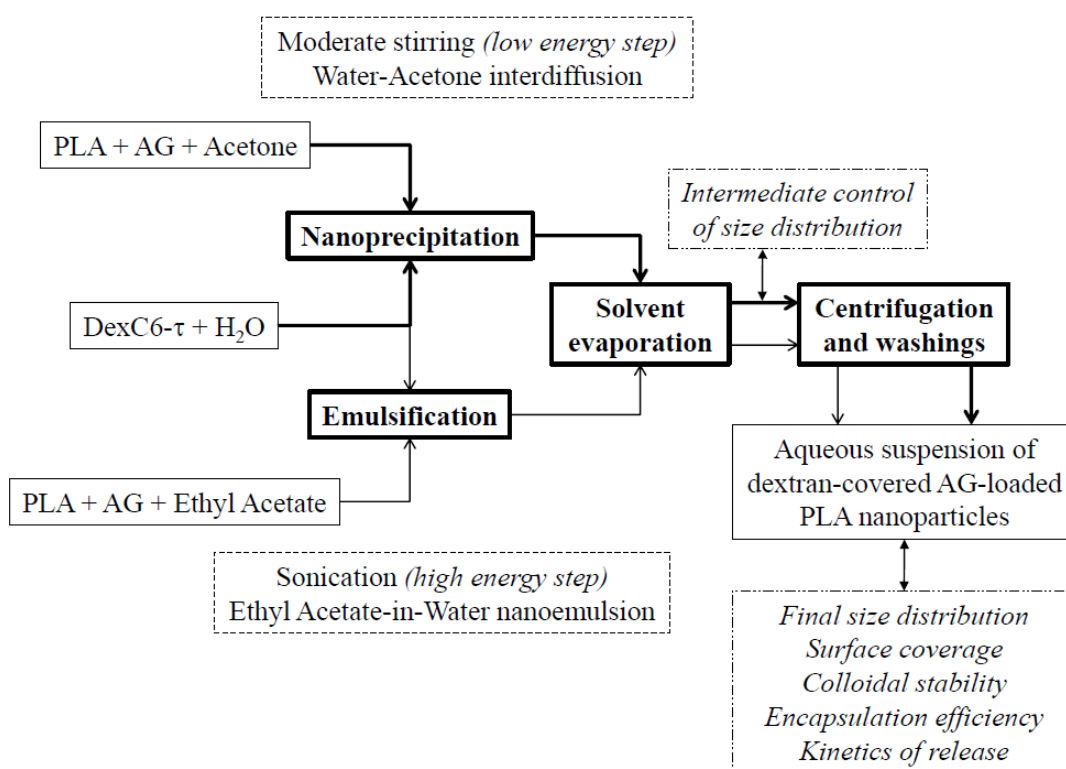 Moderate stirring (low energy step)
Water-Acetone interdiffusion
PLA + AG + Acetone
Intermediate control
of size distribution
Nanoprecipitation
DexC6-τ + H₂O
Solvent
evaporation
Centrifugation
and washings
Emulsification
PLA + AG + Ethyl Acetate
Aqueous suspension of
dextran-covered AG-loaded
PLA nanoparticles
Sonication (high energy step)
Ethyl Acetate-in-Water nanoemulsion
Final size distribution
Surface coverage
Colloidal stability
Encapsulation efficiency
Kinetics of release